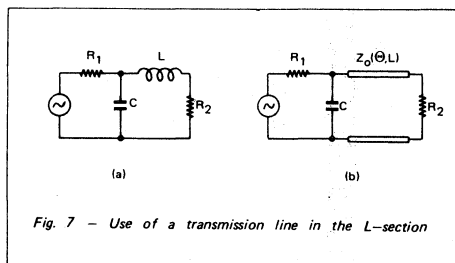 R1
L
C
R2
(a)
R1
Zo(Θ,L)
C
R2
(b)
Fig. 7 – Use of a transmission line in the L–section